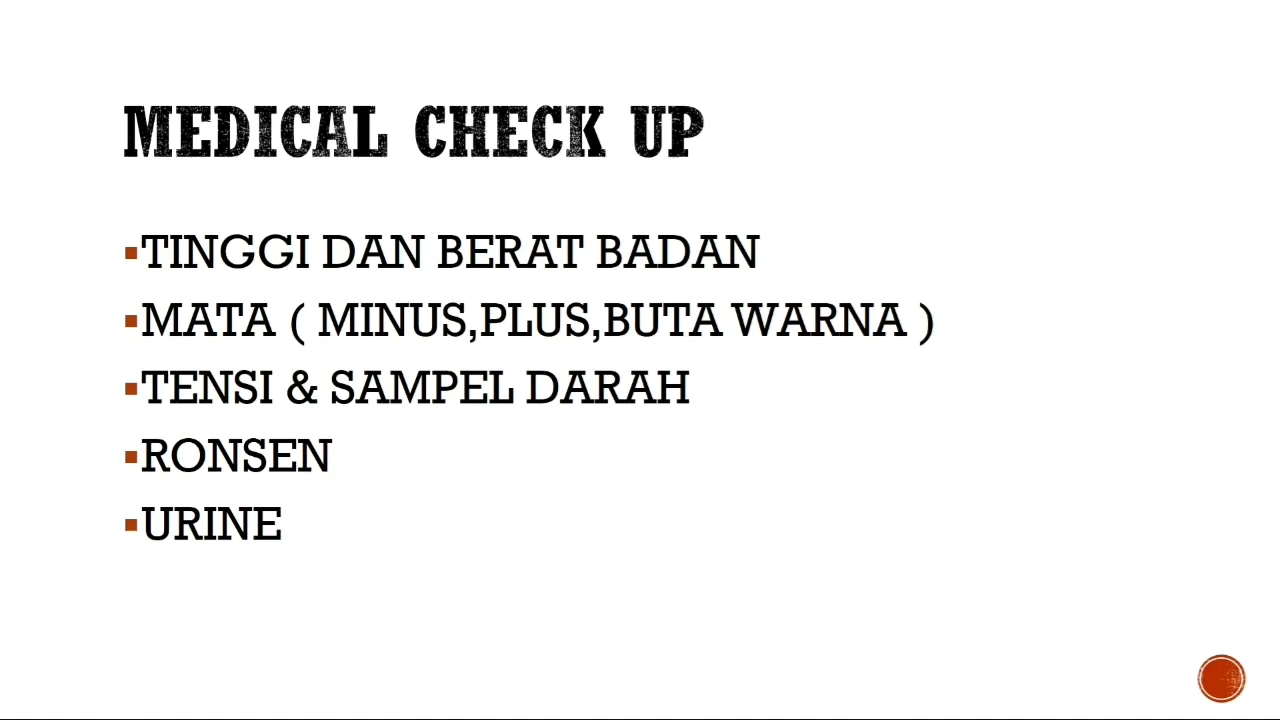 MEDICAL CHECK UP
▪TINGGI DAN BERAT BADAN
▪MATA ( MINUS,PLUS,BUTA WARNA )
▪TENSI & SAMPEL DARAH
▪RONSEN
▪URINE